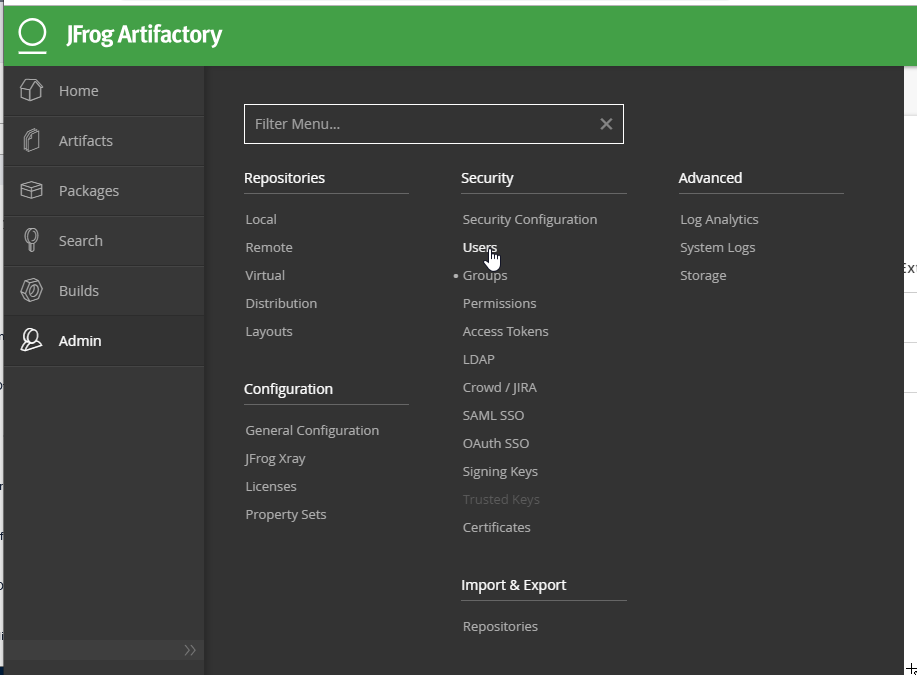 JFrog Artifactory
Home
Artifacts
Packages
Search
Builds
Admin
Filter Menu...
Repositories
Local
Remote
Virtual
Distribution
Layouts
Configuration
General Configuration
JFrog Xray
Licenses
Property Sets
Security
Security Configuration
Users
Groups
Permissions
Access Tokens
LDAP
Crowd / JIRA
SAML SSO
OAuth SSO
Signing Keys
Trusted Keys
Certificates
Import & Export
Repositories
Advanced
Log Analytics
System Logs
Storage